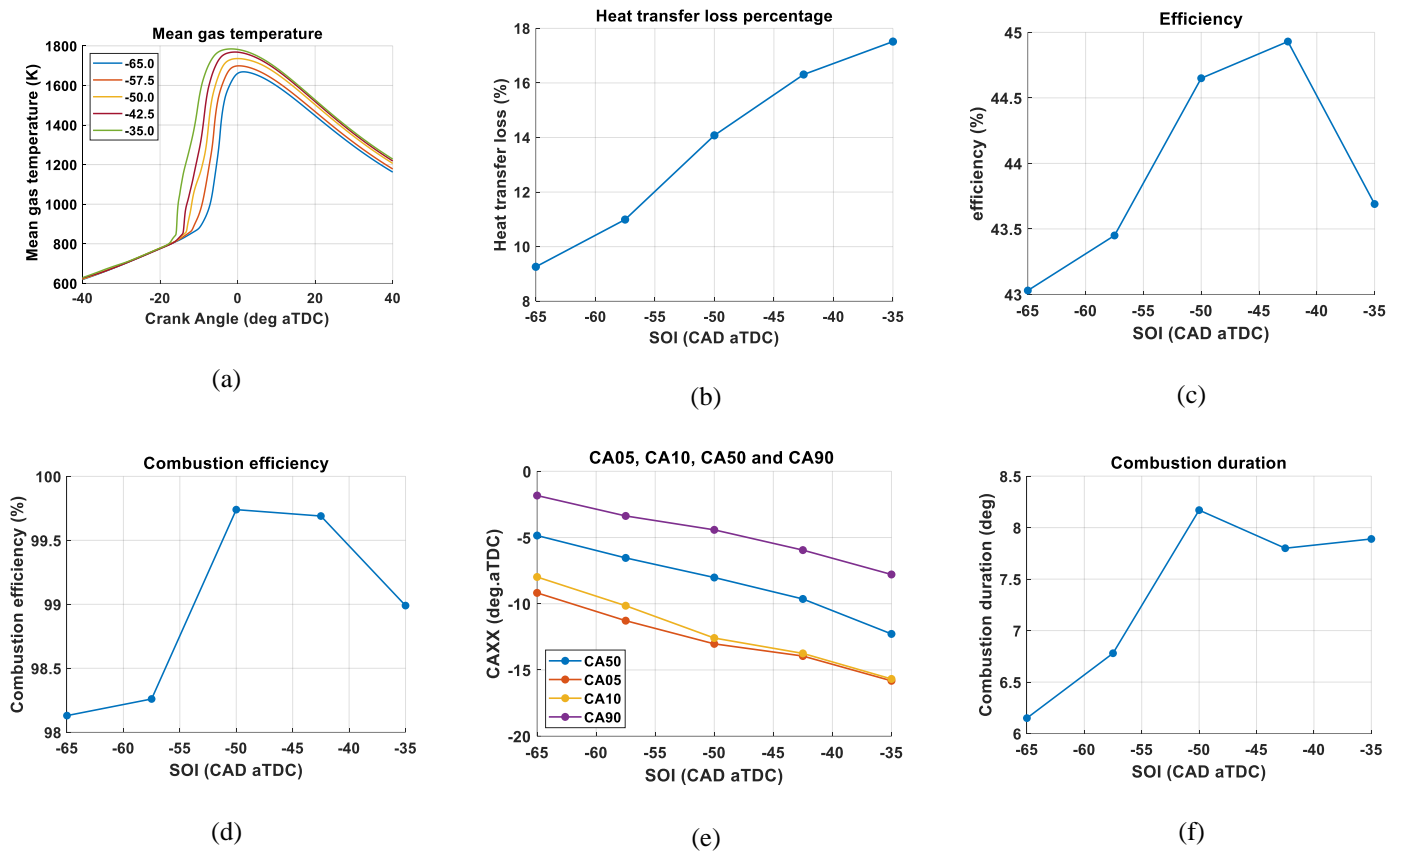 Mean gas temperature
Mean gas temperature (K)
1800
1600
1400
1200
1000
800
600
-65.0
-57.5
-50.0
-42.5
-35.0
-40
-20
0
20
40
Crank Angle (deg aTDC)
(a)
Heat transfer loss percentage
Heat transfer loss (%)
18
16
14
12
10
8
-65
-60
-55
-50
-45
-40
-35
SOI (CAD aTDC)
(b)
Efficiency
efficiency (%)
45
44.5
44
43.5
43
-65
-60
-55
-50
-45
-40
-35
SOI (CAD aTDC)
(c)
Combustion efficiency
Combustion efficiency (%)
100
99.5
99
98.5
98
-65
-60
-55
-50
-45
-40
-35
SOI (CAD aTDC)
(d)
CA05, CA10, CA50 and CA90
CAXX (deg.aTDC)
0
-5
-10
-15
-20
CA50
CA05
CA10
CA90
-65
-60
-55
-50
-45
-40
-35
SOI (CAD aTDC)
(e)
Combustion duration
Combustion duration (deg)
8.5
8
7.5
7
6.5
6
-65
-60
-55
-50
-45
-40
-35
SOI (CAD aTDC)
(f)